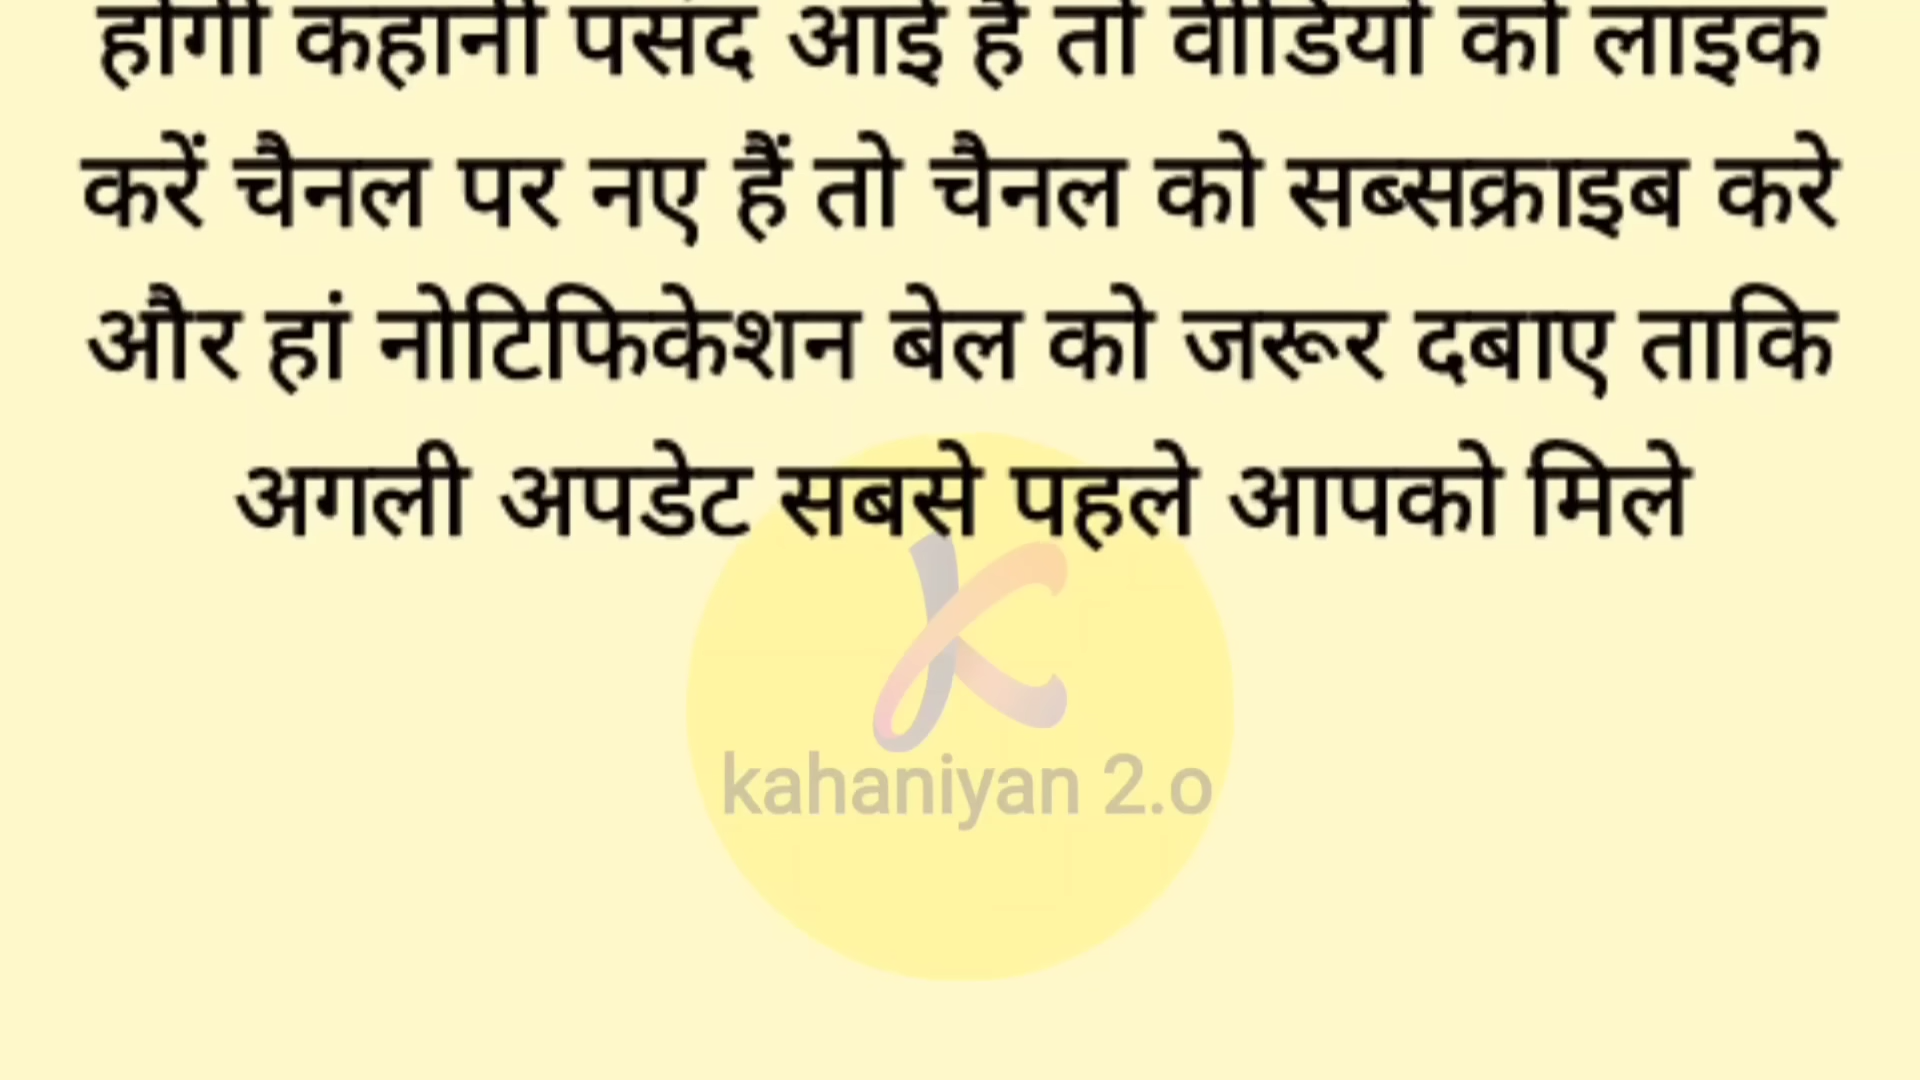 होगी कहानी पसंद आई है तो वीडियो को लाइक
करें चैनल पर नए हैं तो चैनल को सब्सक्राइब करे
और हां नोटिफिकेशन बेल को जरूर दबाए ताकि
अगली अपडेट सबसे पहले आपको मिले
kahaniyan 2.o